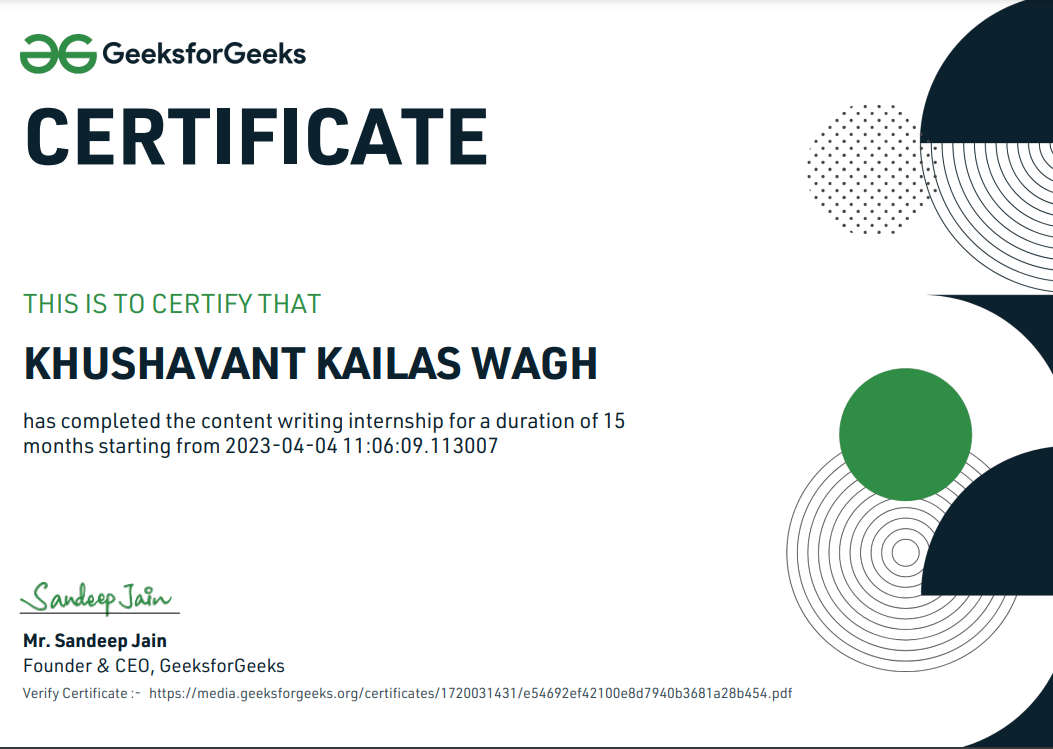 GeeksforGeeks
CERTIFICATE
THIS IS TO CERTIFY THAT
KHUSHAVANT KAILAS WAGH
has completed the content writing internship for a duration of 15
months starting from 2023-04-04 11:06:09.113007
Sandeep Jain
Mr. Sandeep Jain
Founder & CEO, GeeksforGeeks
Verify Certificate :- https://media.geeksforgeeks.org/certificates/1720031431/e54692ef42100e8d7940b3681a28b454.pdf